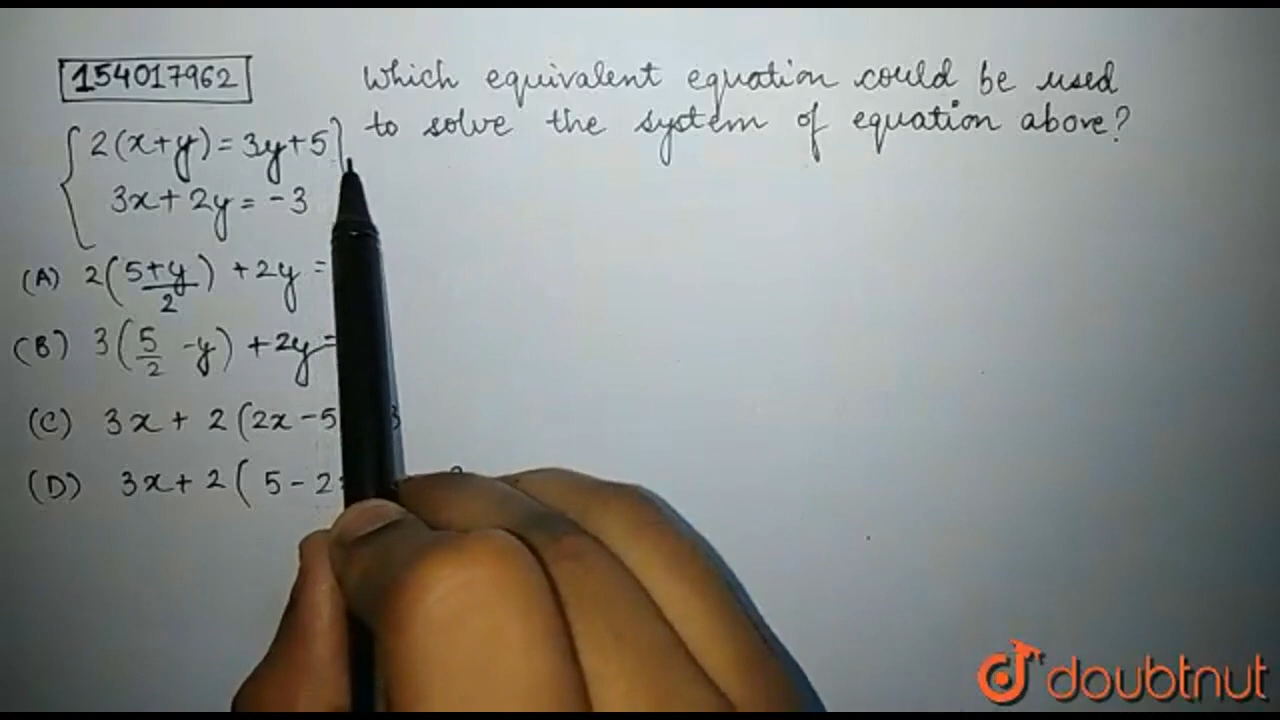 154017962
Which equivalent equation could be used
to solve the system of equation above?
2(x+y)=3y+5
3x+2y=-3
(A) 2(5+y/2)+2y=
(B) 3(5/2-y)+2y=
(C) 3x+2(2x-5
(D) 3x+2(5-2
doubtnut